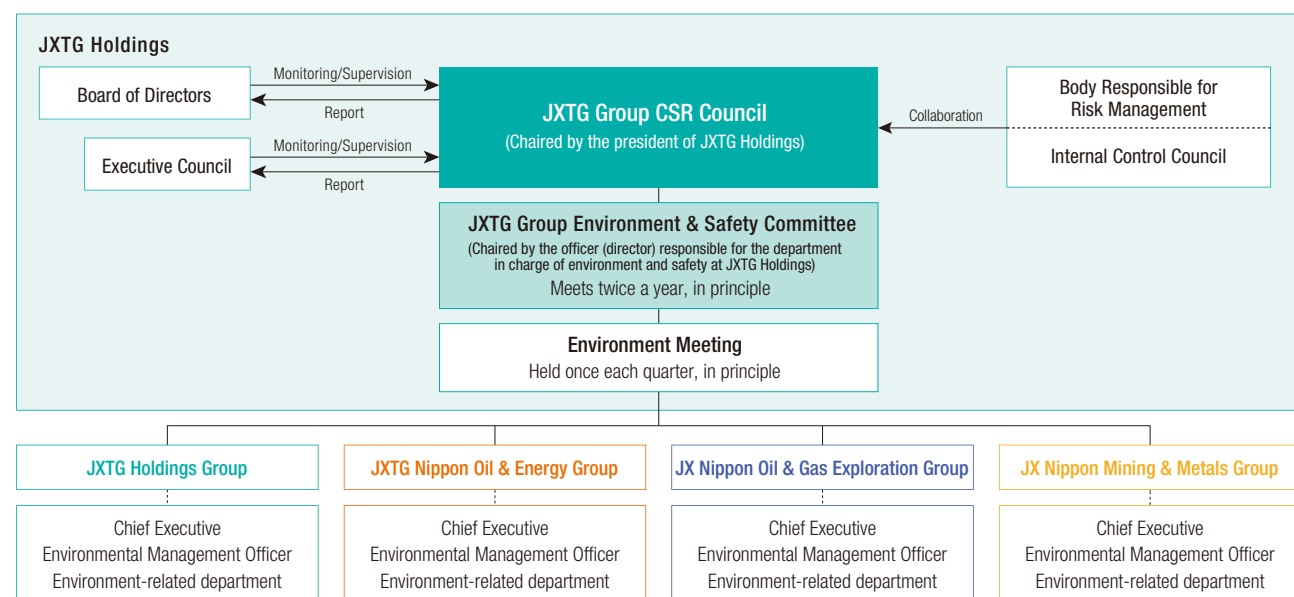 JXTG Holdings
Board of Directors
Monitoring/Supervision
Report
Executive Council
Monitoring/Supervision
Report
JXTG Group CSR Council
(Chaired by the president of JXTG Holdings)
Collaboration
Body Responsible for
Risk Management
Internal Control Council
JXTG Group Environment & Safety Committee
(Chaired by the officer (director) responsible for the department
in charge of environment and safety at JXTG Holdings)
Meets twice a year, in principle
Environment Meeting
Held once each quarter, in principle
JXTG Holdings Group
Chief Executive
Environmental Management Officer
Environment-related department
JXTG Nippon Oil & Energy Group
Chief Executive
Environmental Management Officer
Environment-related department
JX Nippon Oil & Gas Exploration Group
Chief Executive
Environmental Management Officer
Environment-related department
JX Nippon Mining & Metals Group
Chief Executive
Environmental Management Officer
Environment-related department